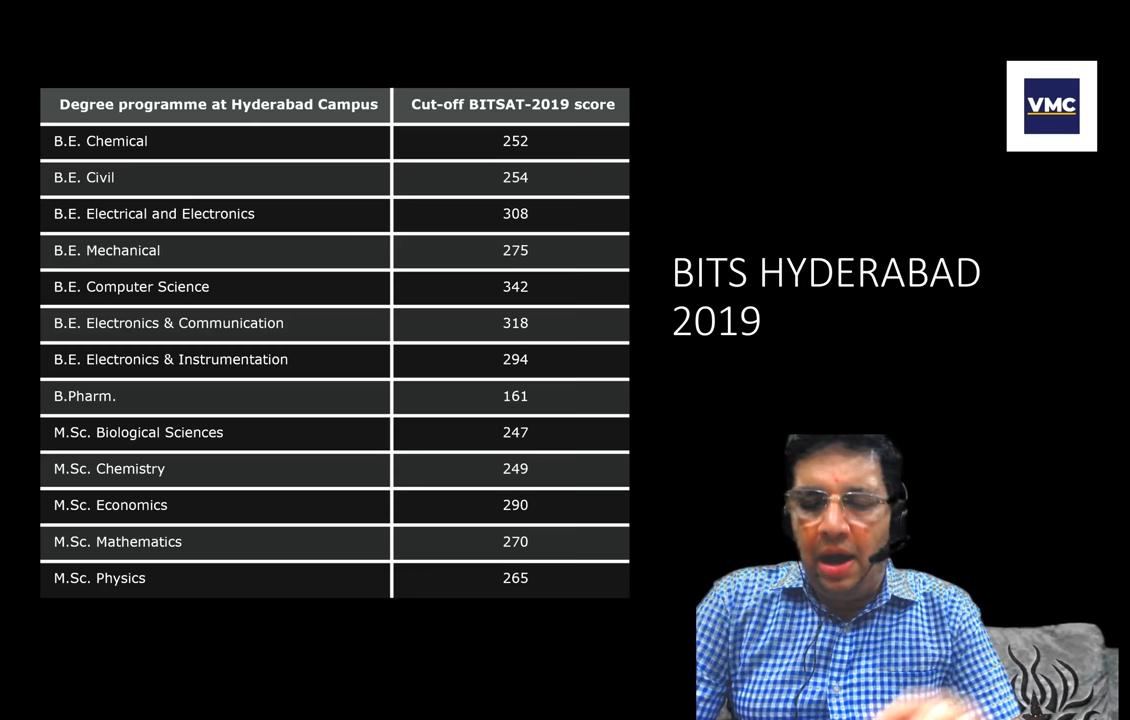 Degree programme at Hyderabad Campus Cut-off BITSAT-2019 score
B.E. Chemical 252
B.E. Civil 254
B.E. Electrical and Electronics 308
B.E. Mechanical 275
B.E. Computer Science 342
B.E. Electronics & Communication 318
B.E. Electronics & Instrumentation 294
B.Pharm. 161
M.Sc. Biological Sciences 247
M.Sc. Chemistry 249
M.Sc. Economics 290
M.Sc. Mathematics 270
M.Sc. Physics 265
VMC
BITS HYDERABAD
2019